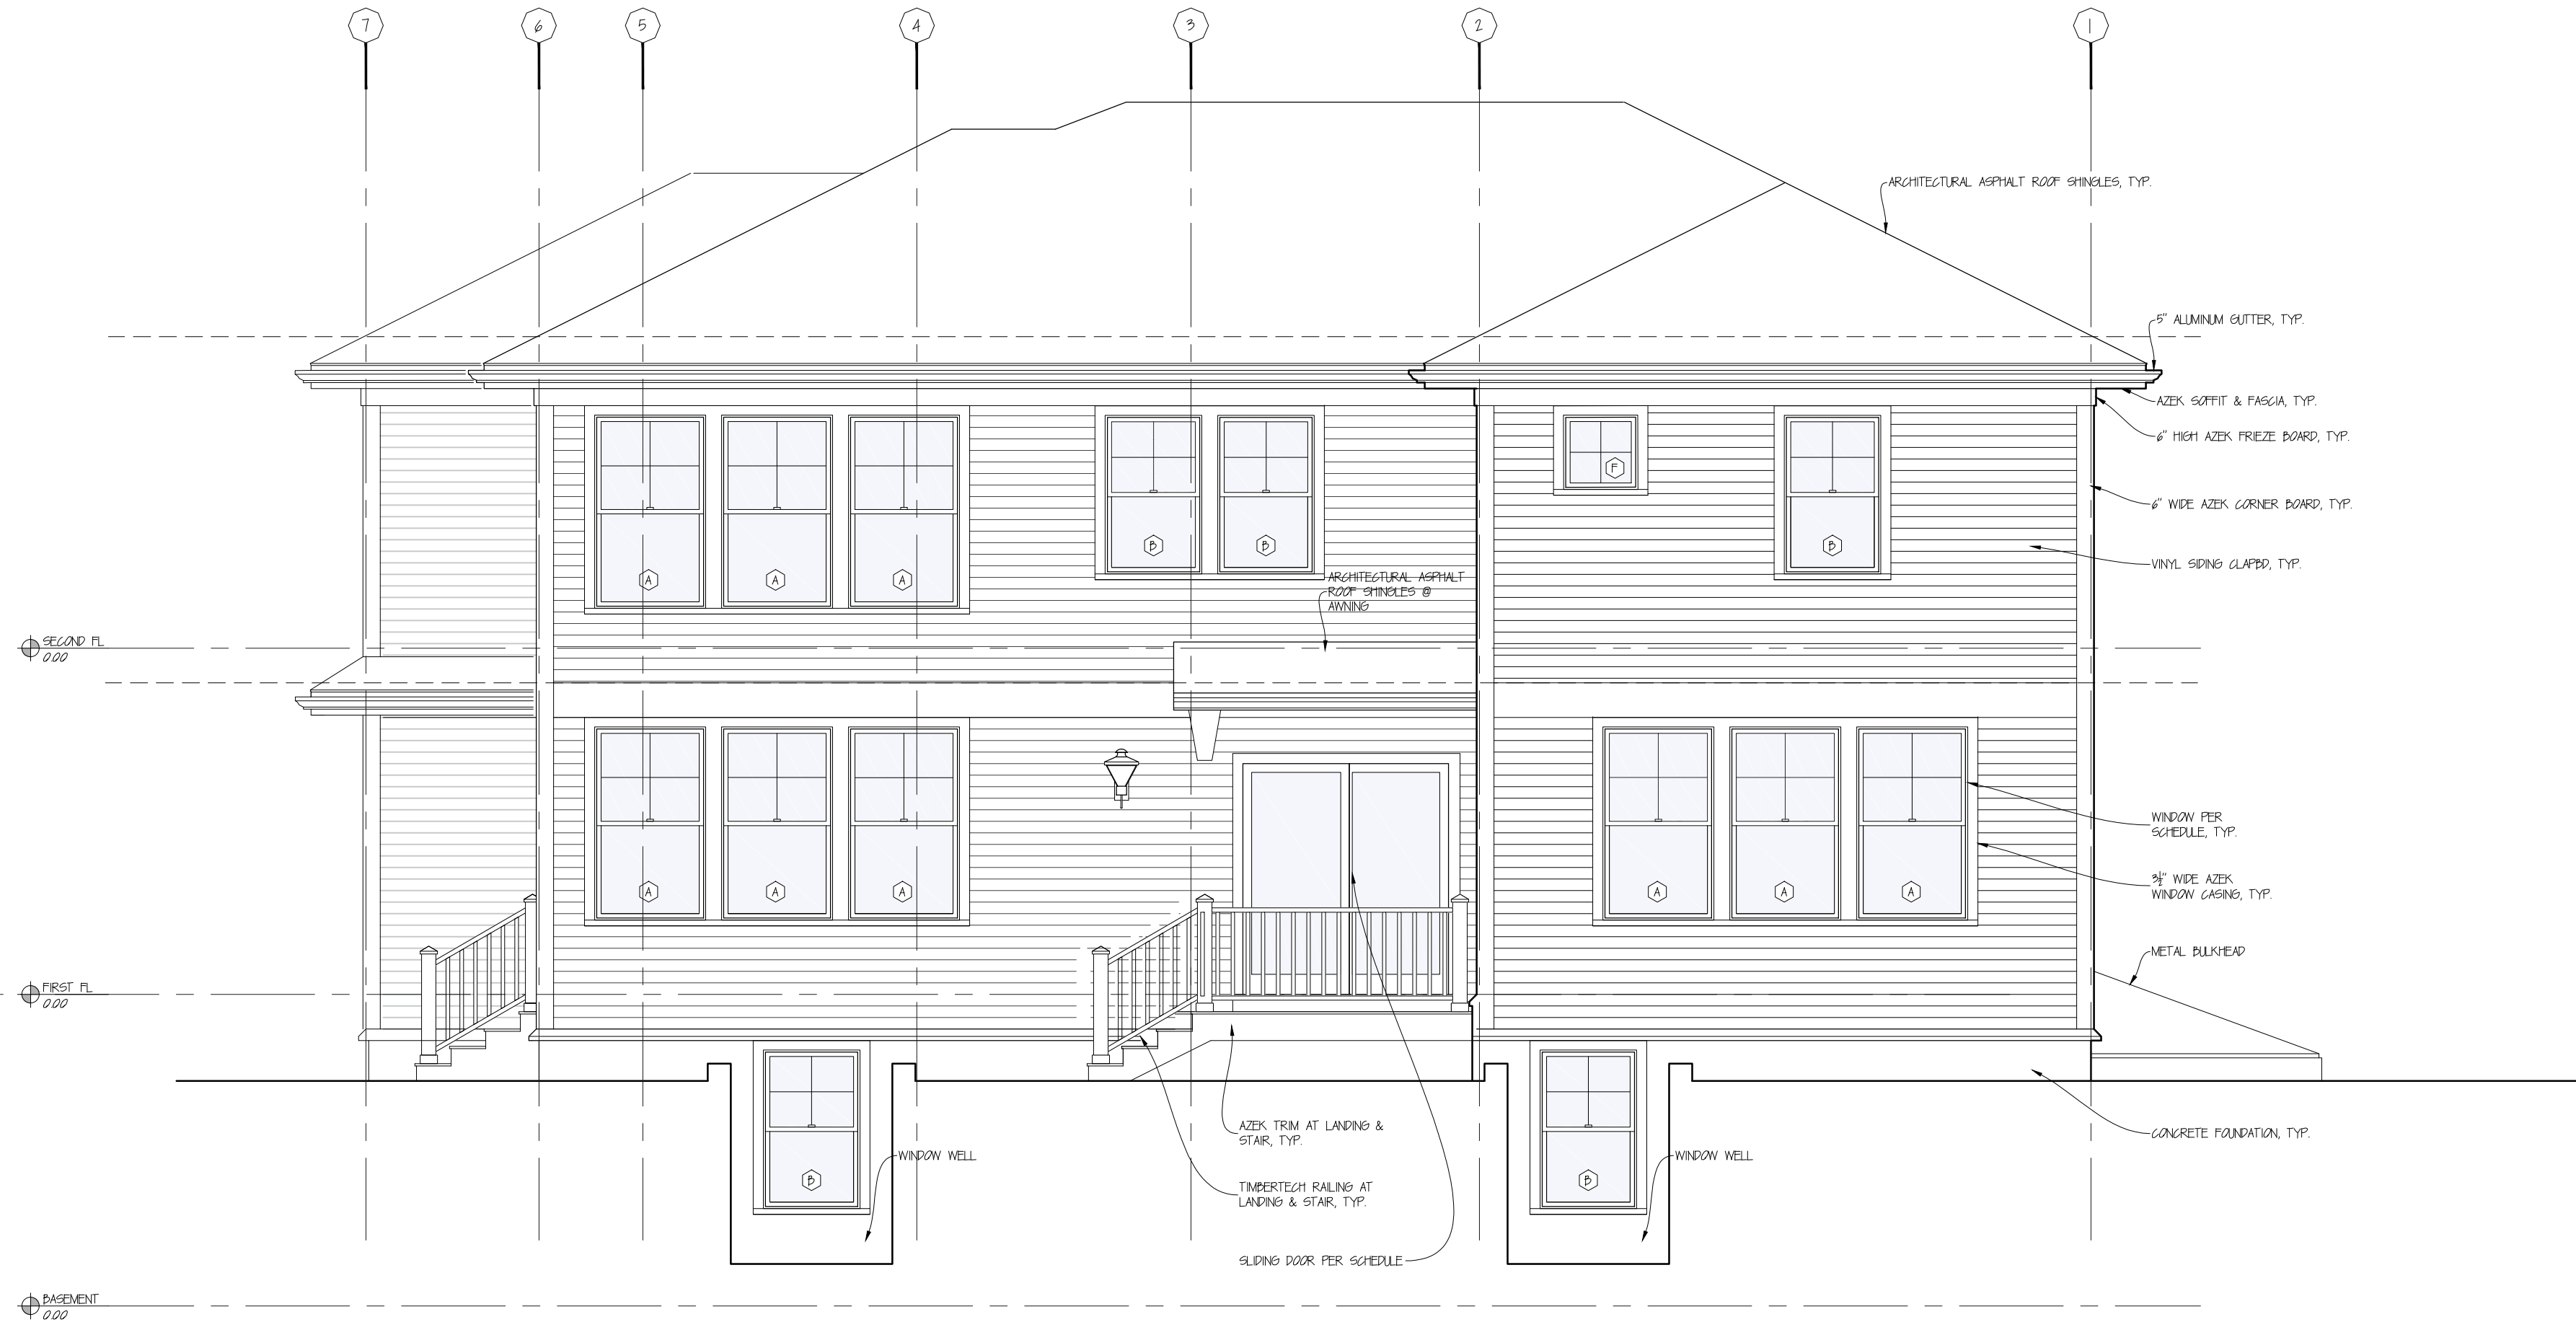 7
6
5
4
3
2
1
ARCHITECTURAL ASPHALT ROOF SHINGLES, TYP.
5" ALUMINUM GUTTER, TYP.
AZEK SOFFIT & FASCIA, TYP.
6" HIGH AZEK FRIEZE BOARD, TYP.
F
6" WIDE AZEK CORNER BOARD, TYP.
B
B
B
VINYL SIDING CLAPBD, TYP.
A
A
A
ARCHITECTURAL ASPHALT
ROOF SHINGLES @
AWNING
SECOND FL
0.00
WINDOW PER
SCHEDULE, TYP.
3½" WIDE AZEK
WINDOW CASING, TYP.
A
A
A
A
A
A
METAL BULKHEAD
FIRST FL
0.00
AZEK TRIM AT LANDING &
STAIR, TYP.
CONCRETE FOUNDATION, TYP.
WINDOW WELL
WINDOW WELL
B
B
TIMBERTECH RAILING AT
LANDING & STAIR, TYP.
SLIDING DOOR PER SCHEDULE
BASEMENT
0.00